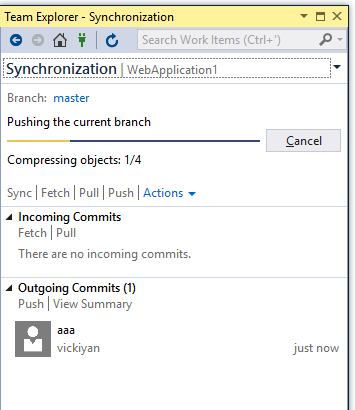 Team Explorer - Synchronization
Search Work Items (Ctrl+')
Synchronization | WebApplication1
Branch: master
Pushing the current branch
Cancel
Compressing objects: 1/4
Sync | Fetch | Pull | Push | Actions
Incoming Commits
Fetch | Pull
There are no incoming commits.
Outgoing Commits (1)
Push | View Summary
aaa
vickiyan just now